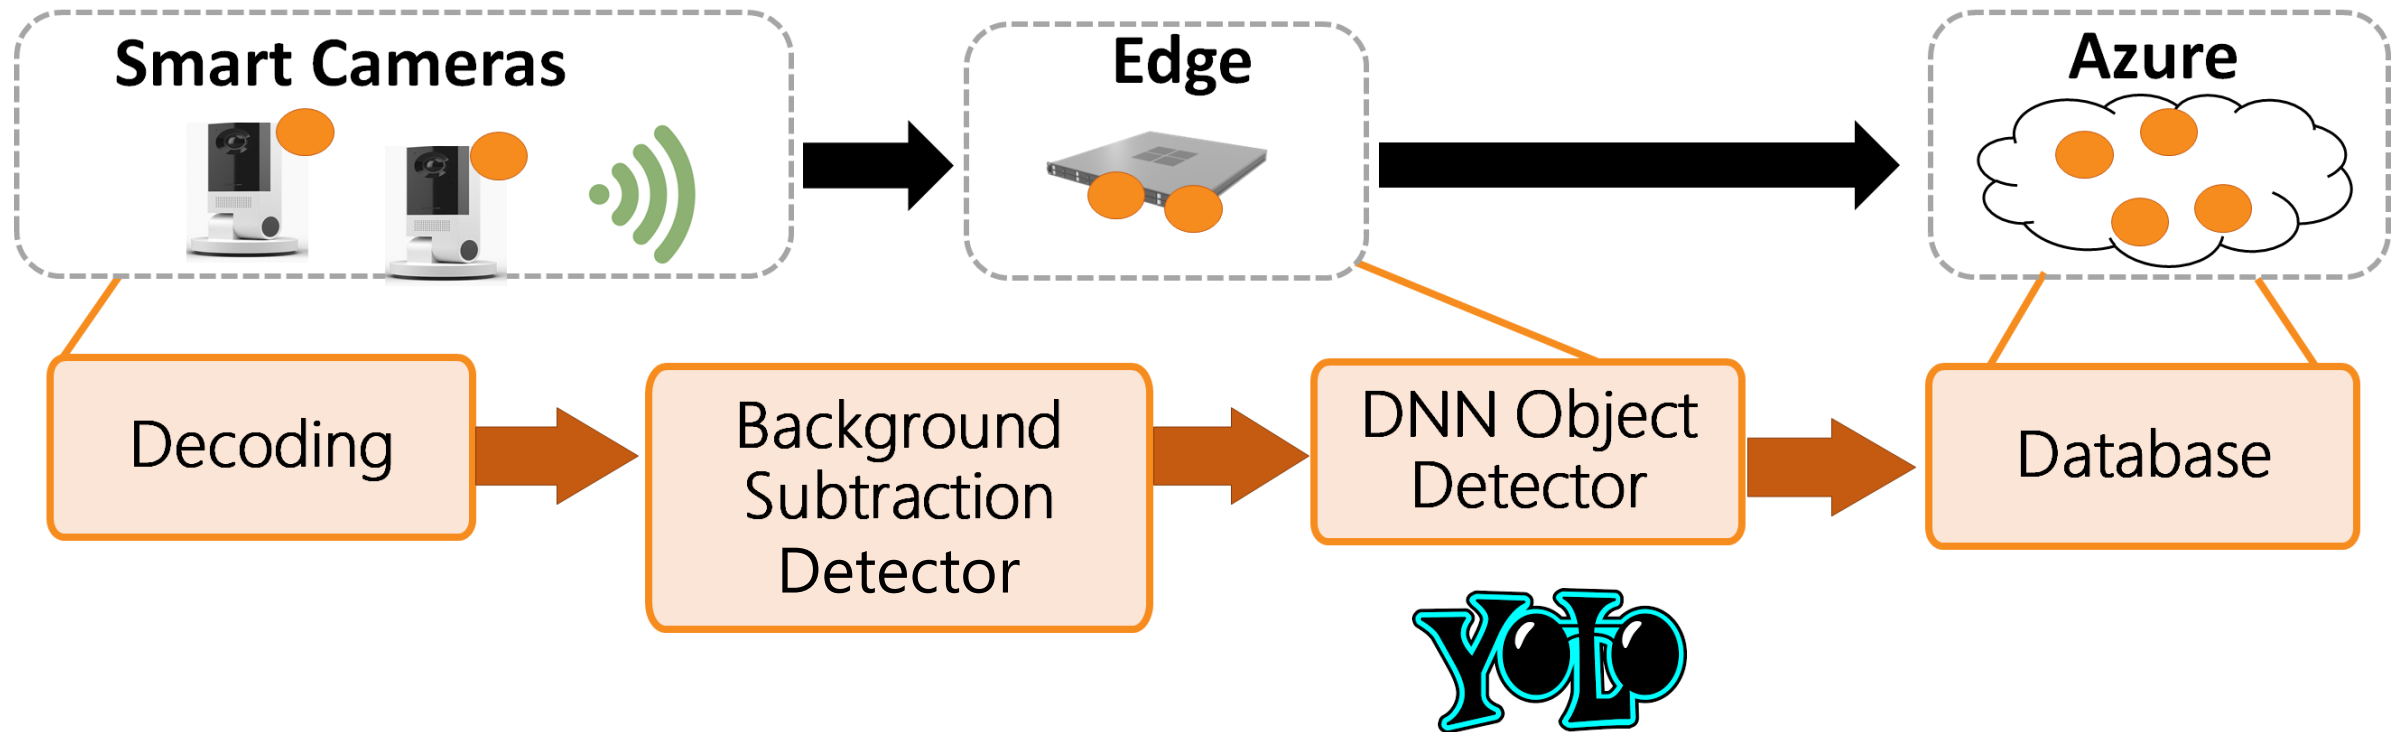 Smart Cameras
Edge
Azure
Decoding
Background
Subtraction
Detector
DNN Object
Detector
Database
YOLO